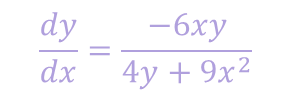 dy/dx = −6xy/(4y + 9x²)